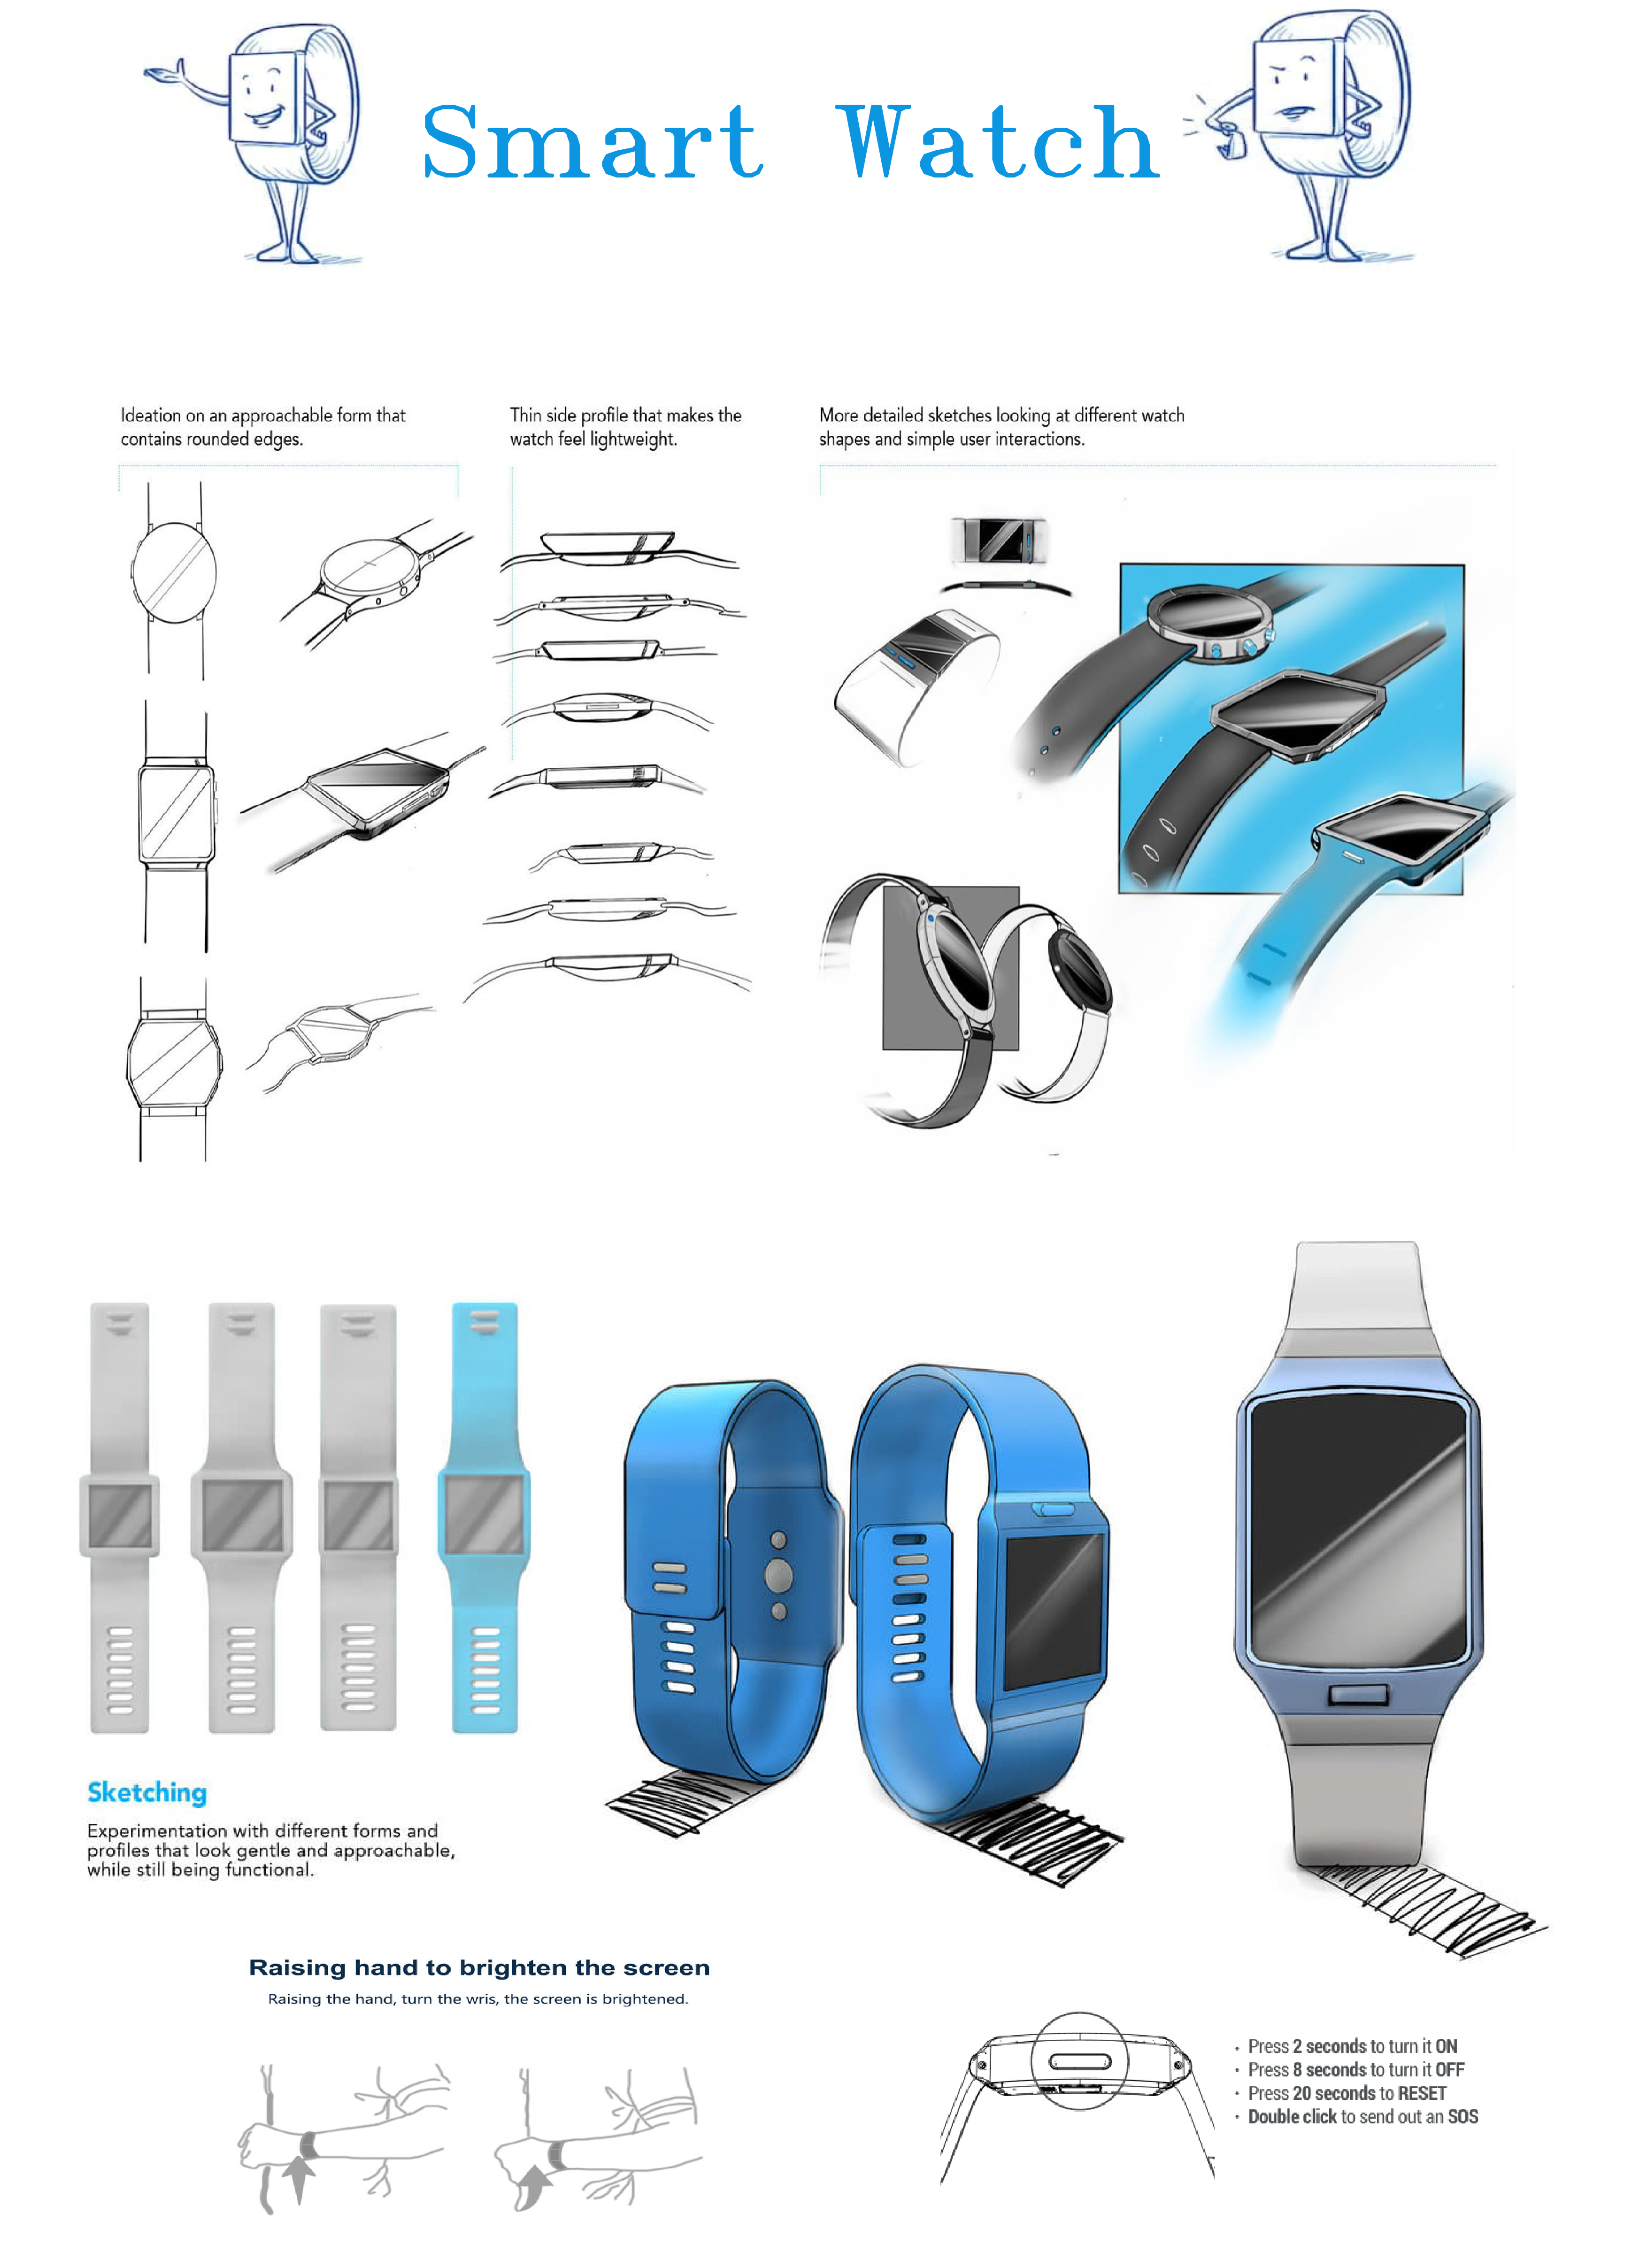 Smart Watch
Ideation on an approachable form that
contains rounded edges.
Thin side profile that makes the
watch feel lightweight.
More detailed sketches looking at different watch
shapes and simple user interactions.
Sketching
Experimentation with different forms and
profiles that look gentle and approachable,
while still being functional.
Raising hand to brighten the screen
Raising the hand, turn the wris, the screen is brightened.
· Press 2 seconds to turn it ON
· Press 8 seconds to turn it OFF
· Press 20 seconds to RESET
· Double click to send out an SOS